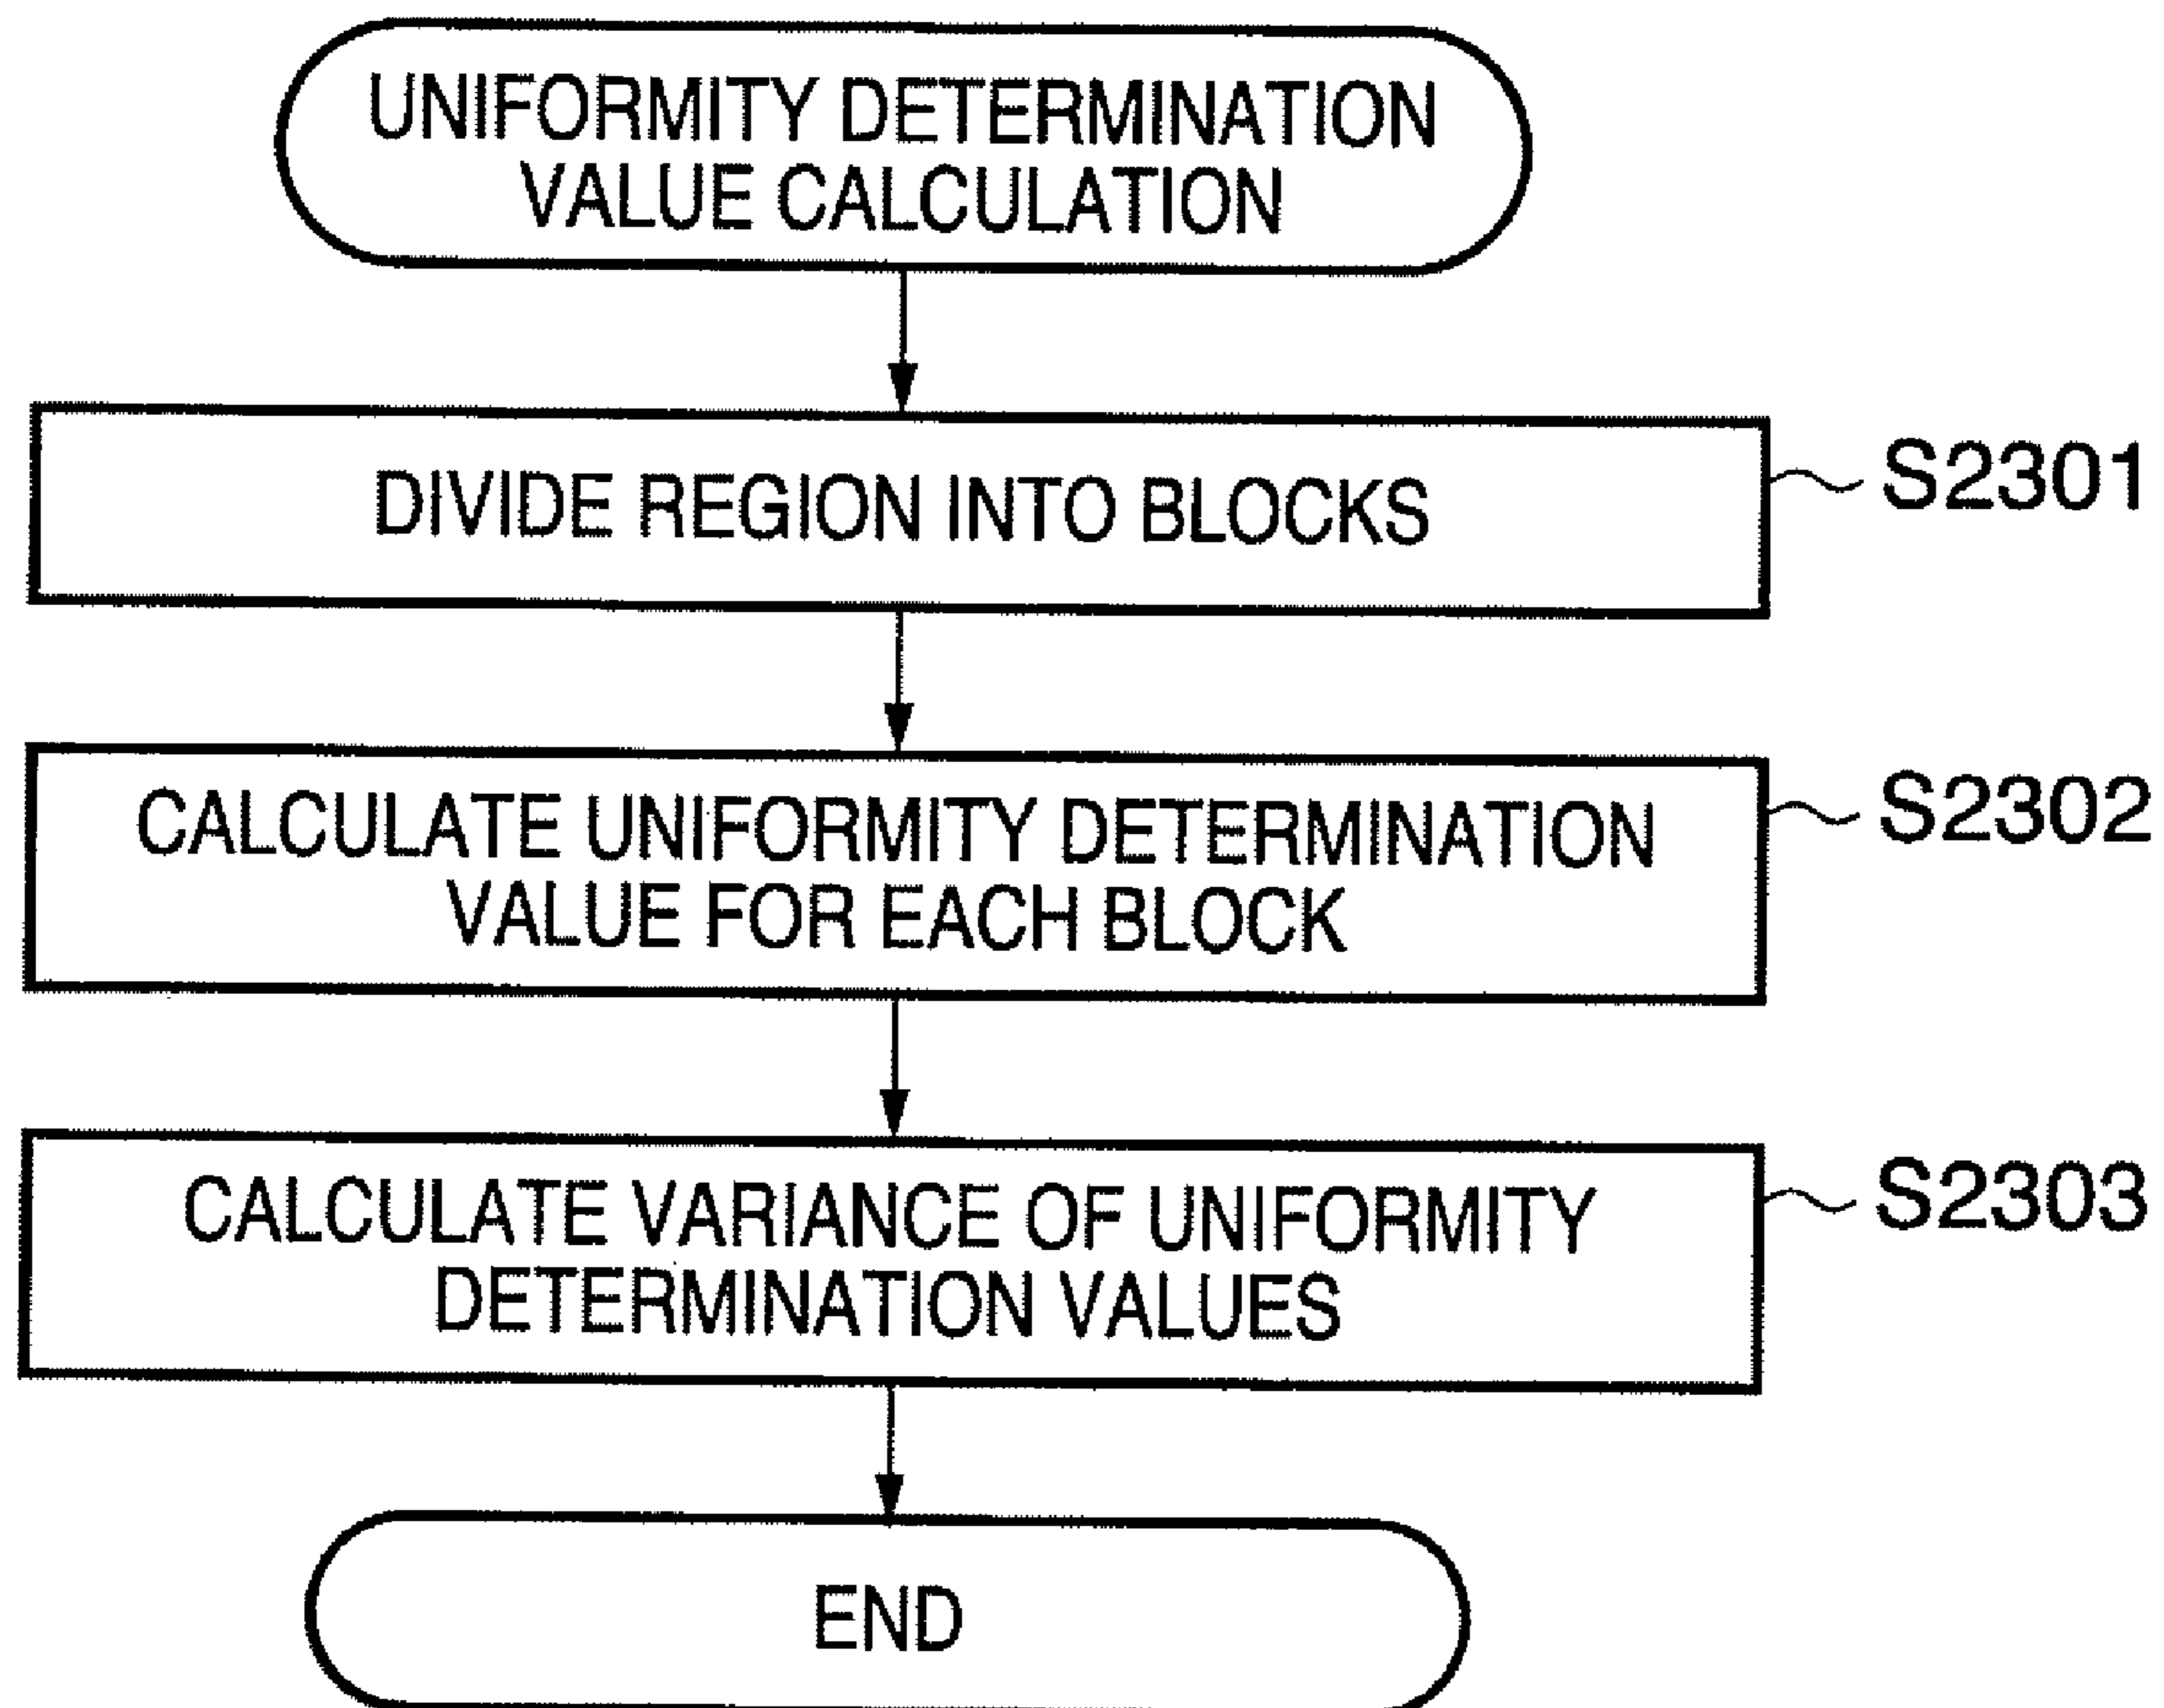 UNIFORMITY DETERMINATION
VALUE CALCULATION
DIVIDE REGION INTO BLOCKS
S2301
CALCULATE UNIFORMITY DETERMINATION
VALUE FOR EACH BLOCK
S2302
CALCULATE VARIANCE OF UNIFORMITY
DETERMINATION VALUES
S2303
END